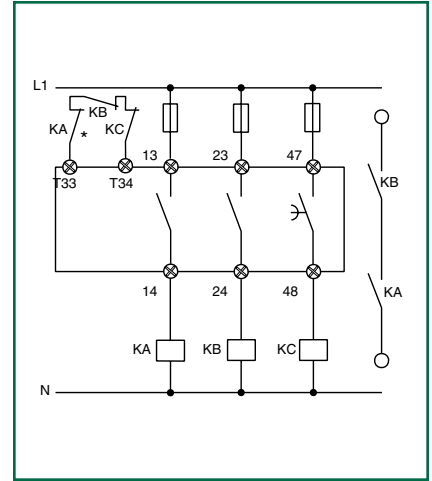 L1
KB
KA * KC
13 23 47
T33 T34
KB
14 24 48
KA
KA KB KC
N